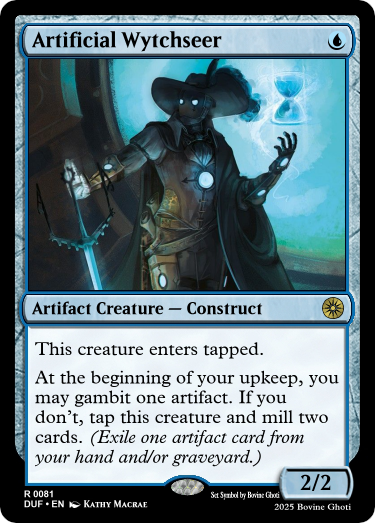 Artificial Wytchseer
Artifact Creature — Construct
This creature enters tapped.
At the beginning of your upkeep, you
may gambit one artifact. If you
don't, tap this creature and mill two
cards. (Exile one artifact card from
your hand and/or graveyard.)
2/2
R 0081
DUF • EN Kathy Macrae
Set Symbol by Bovine Ghoti
2025 Bovine Ghoti